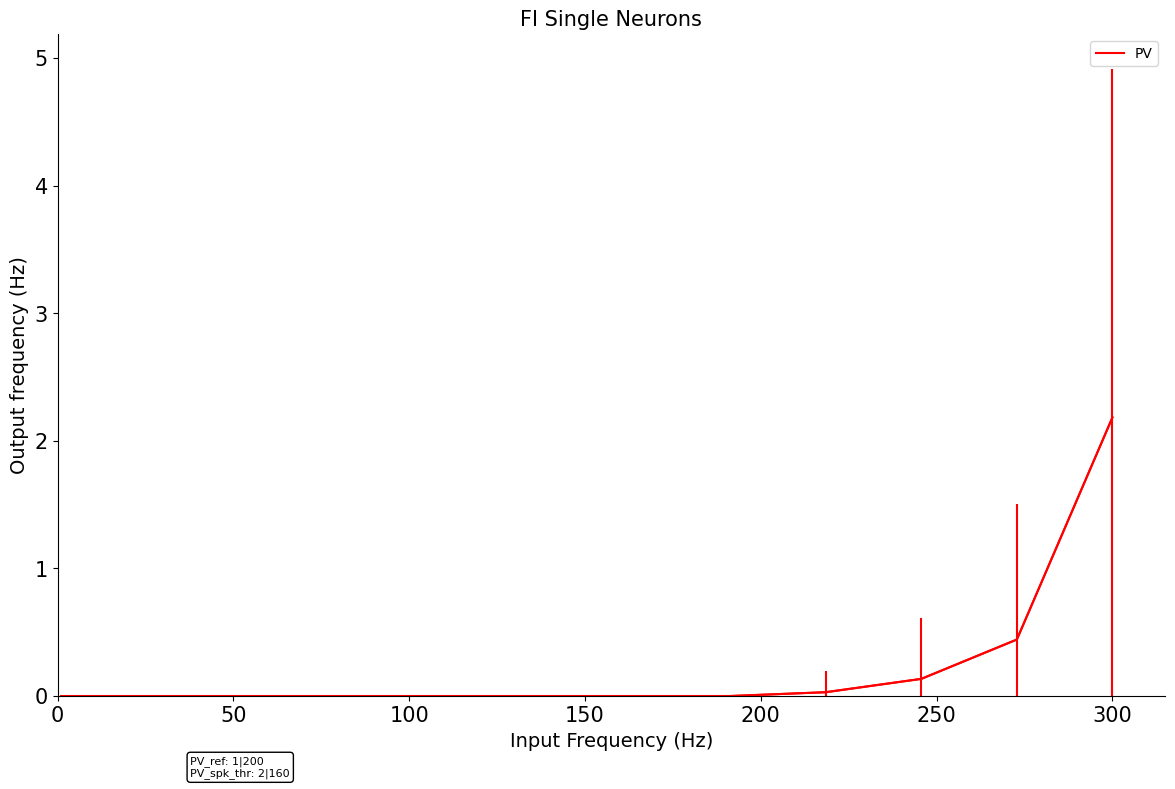 FI Single Neurons
PV
5
4
3
2
1
0
Output frequency (Hz)
0 50 100 150 200 250 300
Input Frequency (Hz)
PV_ref: 1|200
PV_spk_thr: 2|160